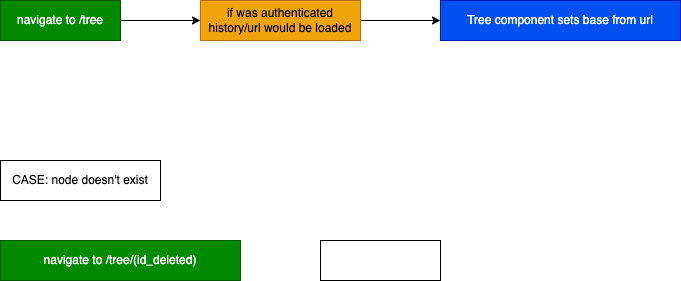 navigate to /tree
if was authenticated
history/url would be loaded
Tree component sets base from url
CASE: node doesn't exist
navigate to /tree/(id_deleted)